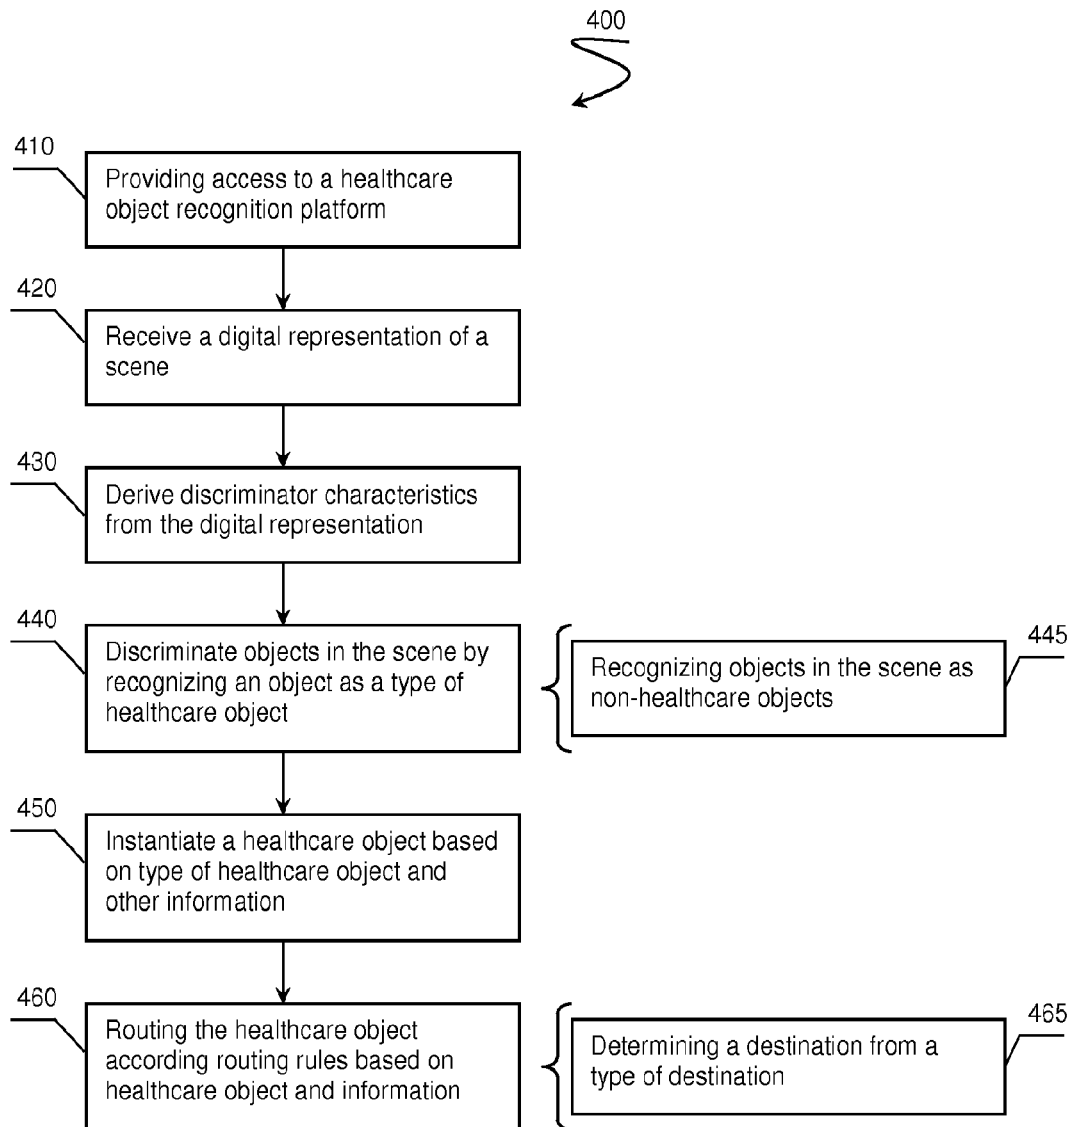 400
410
Providing access to a healthcare
object recognition platform
420
Receive a digital representation of a
scene
430
Derive discriminator characteristics
from the digital representation
440
Discriminate objects in the scene by
recognizing an object as a type of
healthcare object
445
Recognizing objects in the scene as
non-healthcare objects
450
Instantiate a healthcare object based
on type of healthcare object and
other information
460
Routing the healthcare object
according routing rules based on
healthcare object and information
465
Determining a destination from a
type of destination